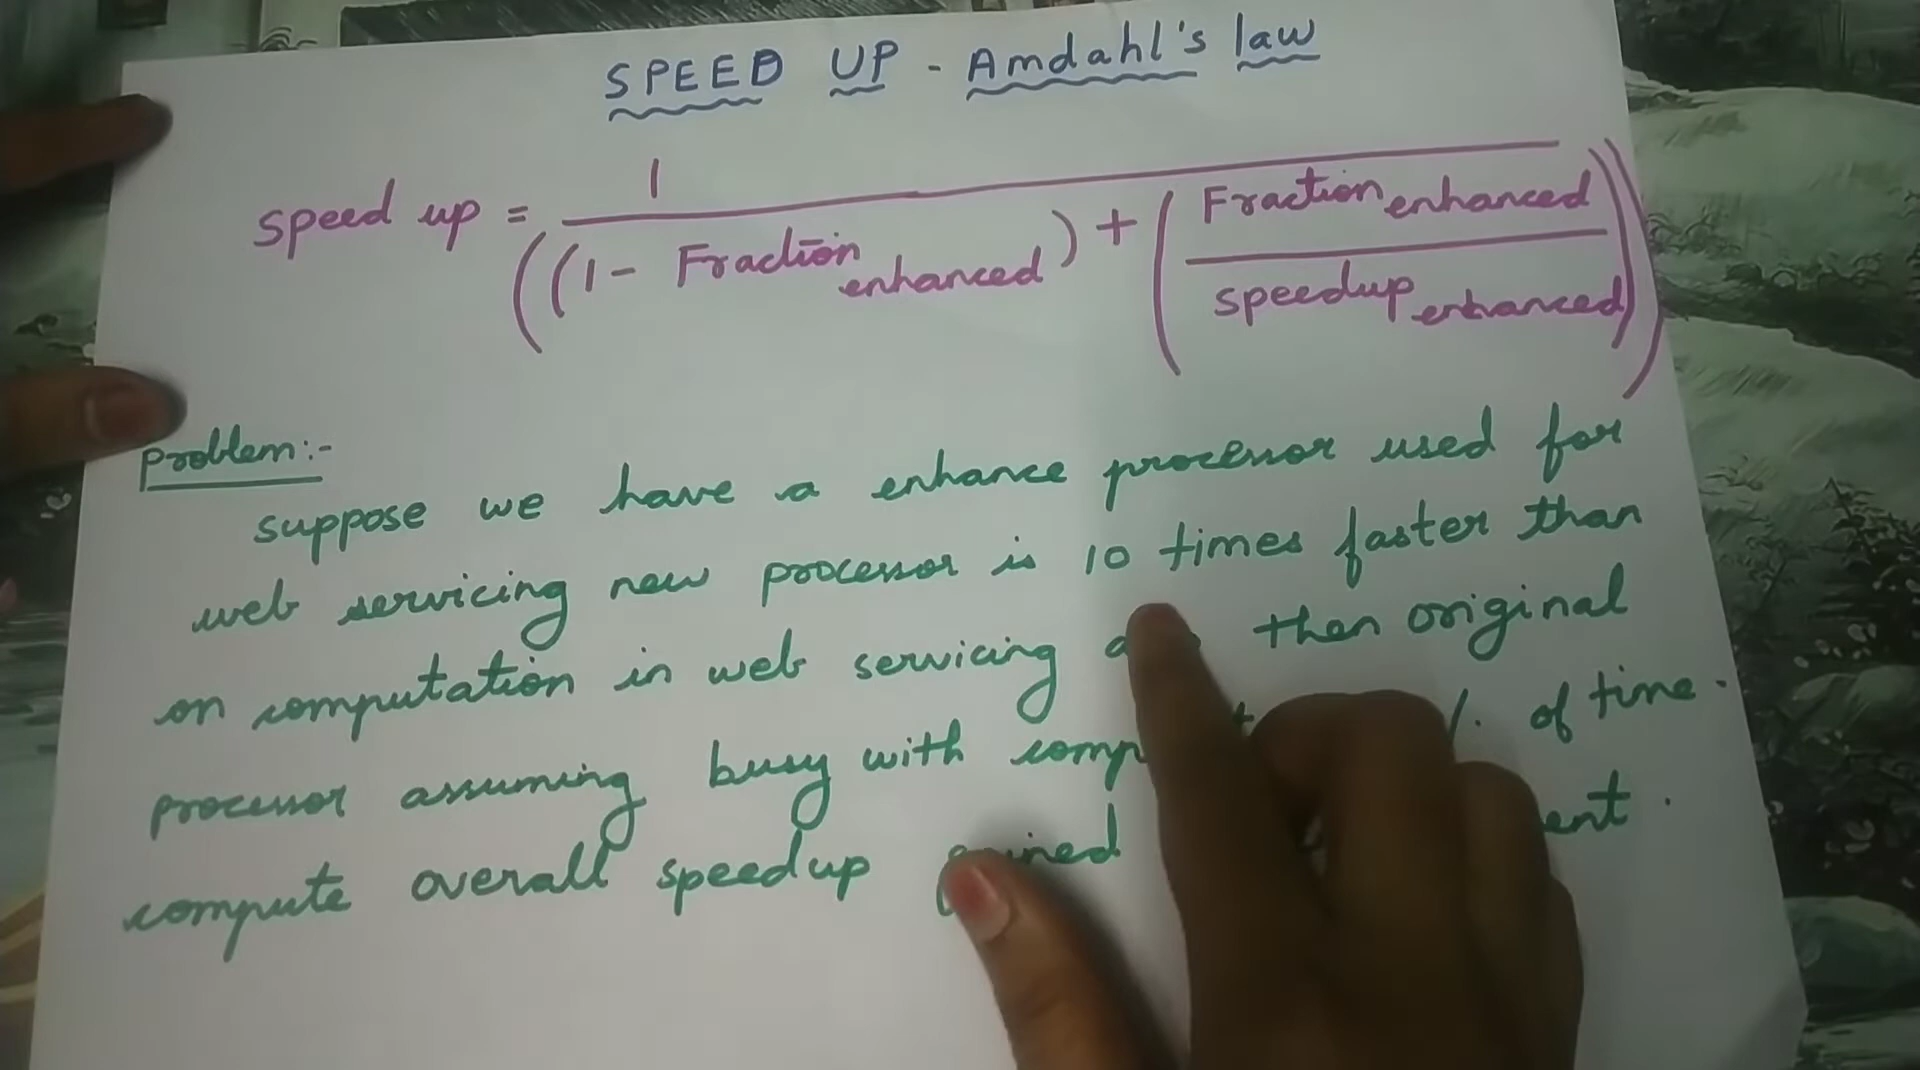 SPEED UP - Amdahl's law
speed up = 1
((1 - Fraction enhanced) + (Fraction enhanced
speedup enhanced))
Problem:-
suppose we have a enhance processor used for
web servicing new processor is 10 times faster than
on computation in web servicing then original
processor assuming busy with % of time.
compute overall speedup gained